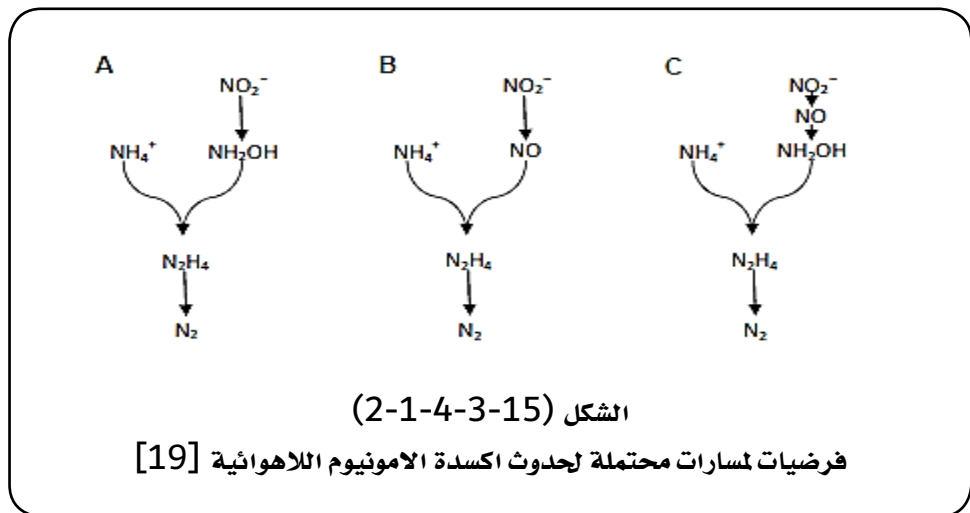 A B C
NO₂⁻ NO₂⁻ NO₂⁻
NO
NH₄⁺ NH₂OH NH₄⁺ NO NH₄⁺ NH₂OH
N₂H₄ N₂H₄ N₂H₄
N₂ N₂ N₂
الشكل (2-1-4-3-15)
فرضيات لمسارات محتملة لحدوث اكسدة الامونيوم اللاهوائية [19]